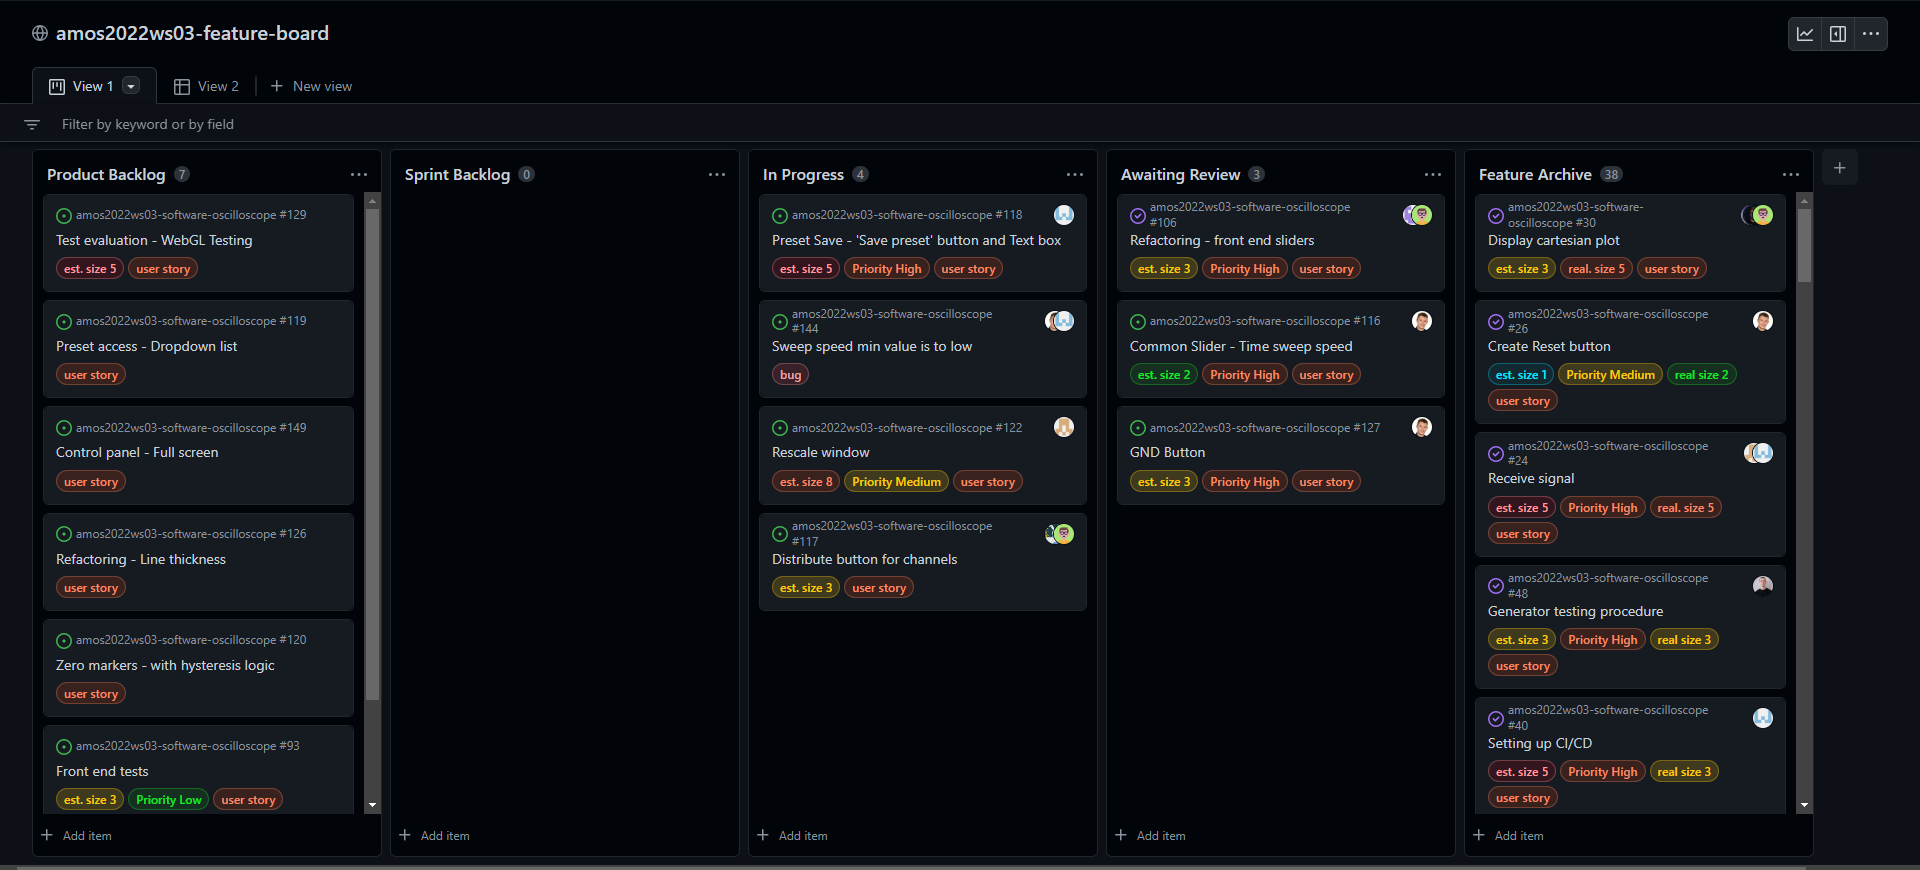 amos2022ws03-feature-board
View 1
View 2
New view
Filter by keyword or by field
Product Backlog 7
amos2022ws03-software-oscilloscope #129
Test evaluation - WebGL Testing
est. size 5 user story
amos2022ws03-software-oscilloscope #119
Preset access - Dropdown list
user story
amos2022ws03-software-oscilloscope #149
Control panel - Full screen
user story
amos2022ws03-software-oscilloscope #126
Refactoring - Line thickness
user story
amos2022ws03-software-oscilloscope #120
Zero markers - with hysteresis logic
user story
amos2022ws03-software-oscilloscope #93
Front end tests
est. size 3 Priority Low user story
Add item
Sprint Backlog 0
Add item
In Progress 4
amos2022ws03-software-oscilloscope #118
Preset Save - 'Save preset' button and Text box
est. size 5 Priority High user story
amos2022ws03-software-oscilloscope
#144
Sweep speed min value is to low
bug
amos2022ws03-software-oscilloscope #122
Rescale window
est. size 8 Priority Medium user story
amos2022ws03-software-oscilloscope
#117
Distribute button for channels
est. size 3 user story
Add item
Awaiting Review 3
amos2022ws03-software-oscilloscope
#106
Refactoring - front end sliders
est. size 3 Priority High user story
amos2022ws03-software-oscilloscope #116
Common Slider - Time sweep speed
est. size 2 Priority High user story
amos2022ws03-software-oscilloscope #127
GND Button
est. size 3 Priority High user story
Add item
Feature Archive 38
amos2022ws03-software-
oscilloscope #30
Display cartesian plot
est. size 3 real. size 5 user story
amos2022ws03-software-oscilloscope
#26
Create Reset button
est. size 1 Priority Medium real size 2
user story
amos2022ws03-software-oscilloscope
#24
Receive signal
est. size 5 Priority High real. size 5
user story
amos2022ws03-software-oscilloscope
#48
Generator testing procedure
est. size 3 Priority High real size 3
user story
amos2022ws03-software-oscilloscope
#40
Setting up CI/CD
est. size 5 Priority High real size 3
user story
Add item